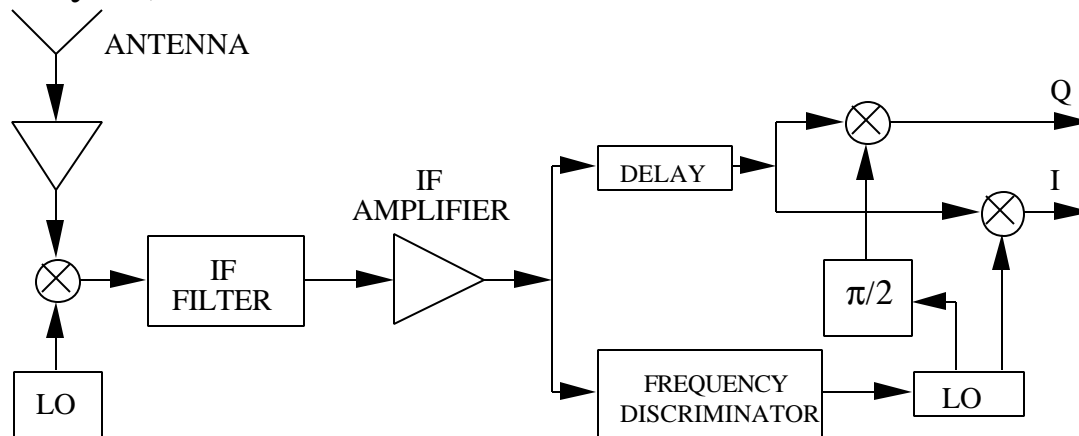 ANTENNA
Q
IF
AMPLIFIER
DELAY
I
IF
FILTER
π/2
LO
FREQUENCY
DISCRIMINATOR
LO